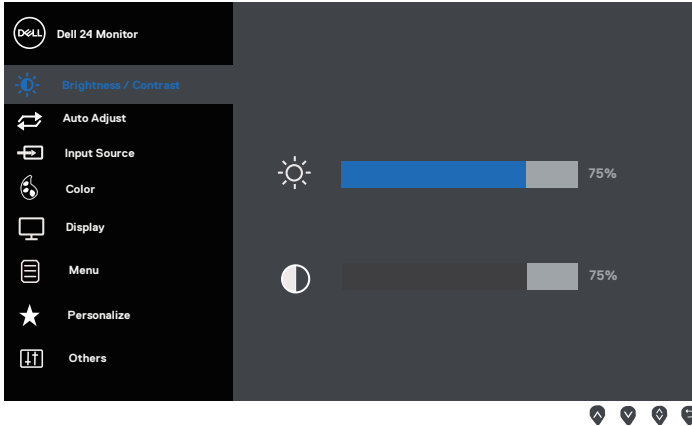 DELL
Dell 24 Monitor
Brightness / Contrast
Auto Adjust
Input Source
Color
Display
Menu
Personalize
Others
75%
75%